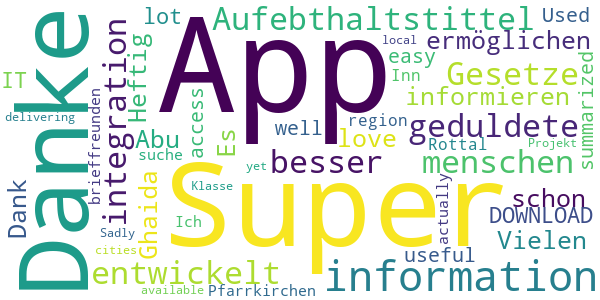 App
Super
Danke
information
integration
Aufebthaltstittel
Used
lot
IT
Heftig
ermöglichen
easy
Inn
local
Gesetze
informieren
summarized
delivering
brieffreunden
access
Es
well
region
geduldete
Abu
suche
love
Rottal
Projekt
besser
menschen
yet
Klasse
Ghaida
Dank
schon
actually
DOWNLOAD
Ich
Sadly
cities
Vielen
useful
entwickelt
available
Pfarrkirchen